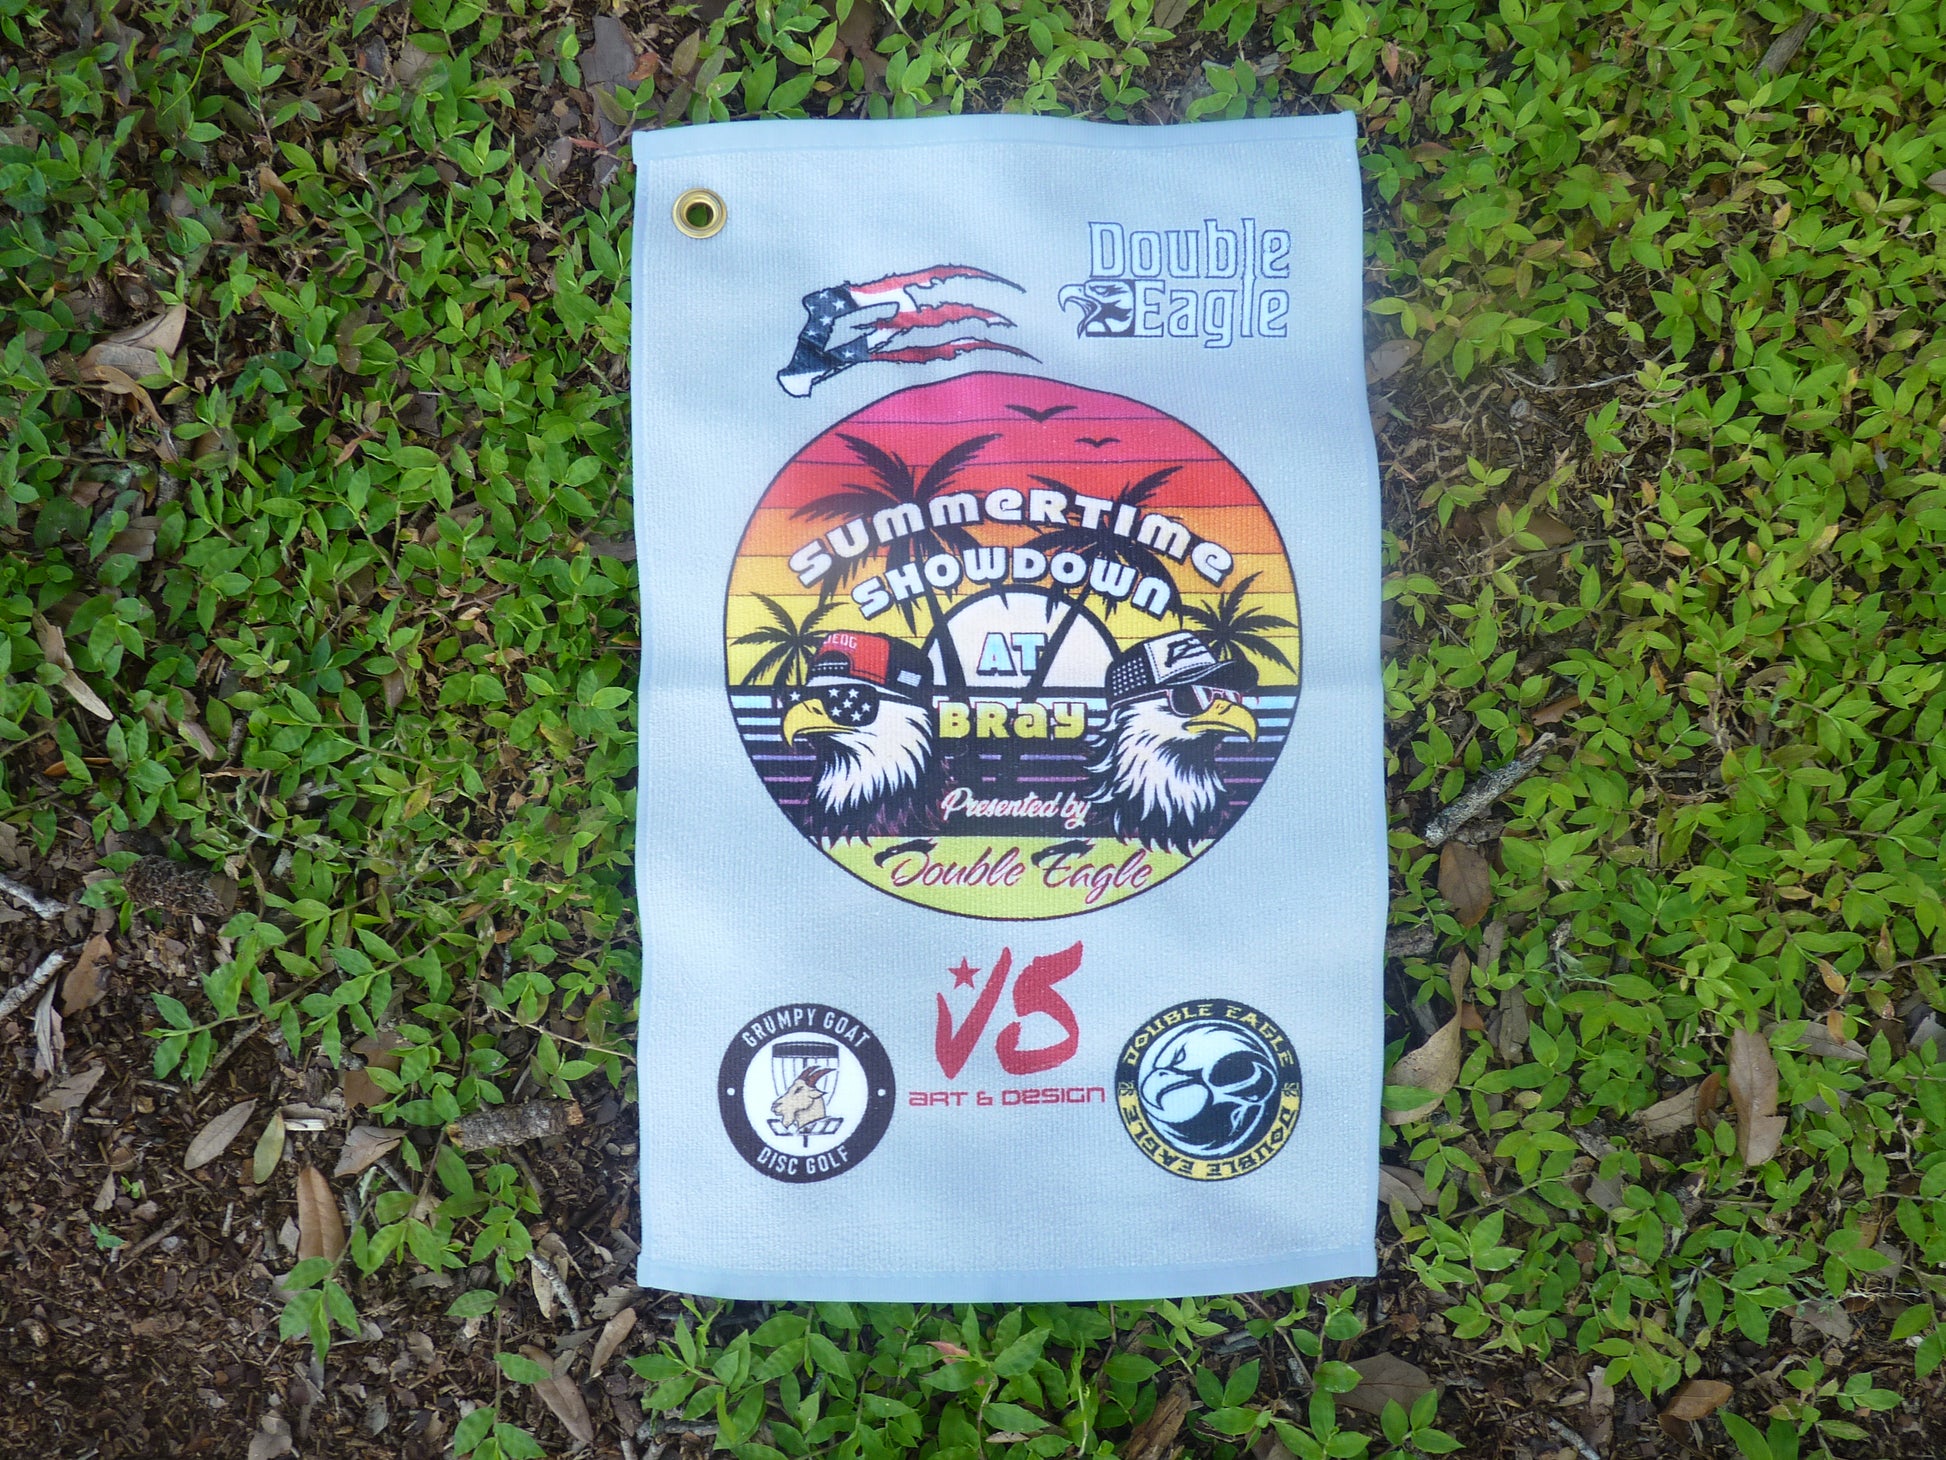 Double
Eagle
SUMMERTIME
SHOWDOWN
AT
BRAY
Presented by
Double Eagle
V5
ART & DESIGN
GRUMPY GOAT
DISC GOLF
DOUBLE EAGLE
DOUBLE EAGLE